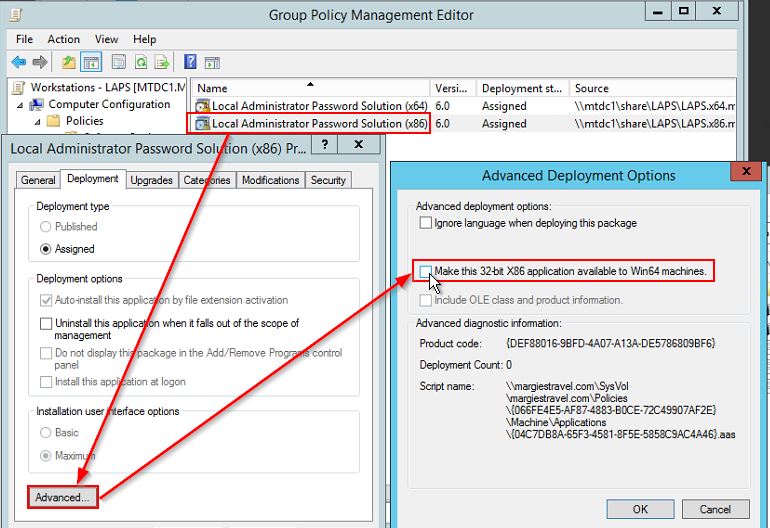 Group Policy Management Editor
File Action View Help
Workstations - LAPS [MTDC1.M
Computer Configuration
Policies
Name Versi... Deployment st... Source
Local Administrator Password Solution (x64) 6.0 Assigned \\mtdc1\share\LAPS\LAPS.x64.m
Local Administrator Password Solution (x86) 6.0 Assigned \\mtdc1\share\LAPS\LAPS.x86.m
Local Administrator Password Solution (x86) Pr... ? X
General Deployment Upgrades Categories Modifications Security
Deployment type
Published
Assigned
Deployment options
Auto-install this application by file extension activation
Uninstall this application when it falls out of the scope of
management
Do not display this package in the Add/Remove Programs control
panel
Install this application at logon
Installation user interface options
Basic
Maximum
Advanced...
Advanced Deployment Options
Advanced deployment options:
Ignore language when deploying this package
Make this 32-bit X86 application available to Win64 machines.
Include OLE class and product information.
Advanced diagnostic information:
Product code: {DEF88016-9BFD-4A07-A13A-DE5786809BF6}
Deployment Count: 0
Script name: \\margiestravel.com\SysVol
\margiestravel.com\Policies
\{066FE4E5-AF87-4883-B0CE-72C49907AF2E}
\Machine\Applications
\{04C7DB8A-65F3-4581-8F5E-5858C9AC4A46}.aas
OK Cancel